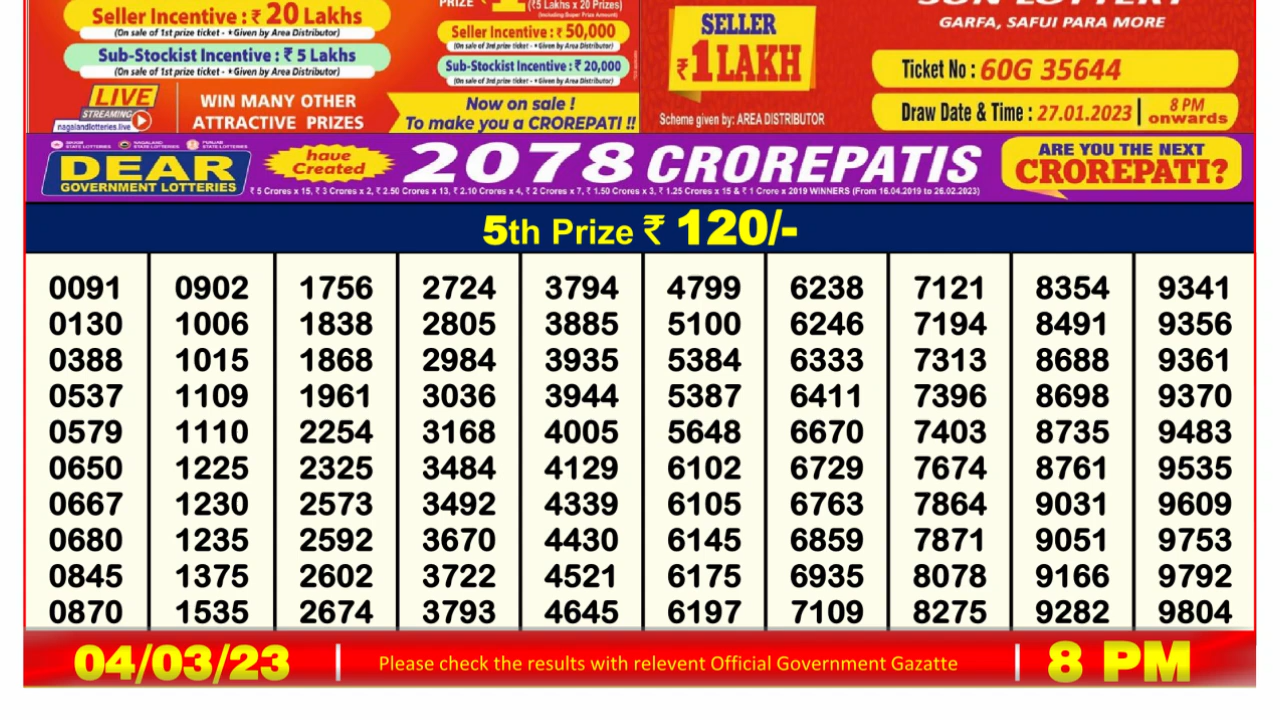 Seller Incentive : ₹ 20 Lakhs
(On sale of 1st prize ticket - *Given by Area Distributor)
Sub-Stockist Incentive : ₹ 5 Lakhs
(On sale of 1st prize ticket - *Given by Area Distributor)
LIVE
STREAMING
nagalandlotteries.live
WIN MANY OTHER
ATTRACTIVE PRIZES
PRIZE ₹1
(₹5 Lakhs x 20 Prizes)
(Including Super Prize Amount)
Seller Incentive : ₹ 50,000
(On sale of 3rd prize ticket - *Given by Area Distributor)
Sub-Stockist Incentive : ₹ 20,000
(On sale of 3rd prize ticket - *Given by Area Distributor)
Now on sale !
To make you a CROREPATI !!
SELLER
₹1LAKH
Scheme given by: AREA DISTRIBUTOR
SUN LOTTERY
GARFA, SAFUI PARA MORE
Ticket No : 60G 35644
Draw Date & Time : 27.01.2023 | 8 PM onwards
DEAR
GOVERNMENT LOTTERIES
have Created
2078 CROREPATIS
₹ 5 Crores x 15, ₹ 3 Crores x 2, ₹ 2.50 Crores x 13, ₹ 2.10 Crores x 4, ₹ 2 Crores x 7, ₹ 1.50 Crores x 3, ₹ 1.25 Crores x 15 & ₹ 1 Crore x 2019 WINNERS (From 16.04.2019 to 26.02.2023)
ARE YOU THE NEXT
CROREPATI?
5th Prize ₹ 120/-
0091 0902 1756 2724 3794 4799 6238 7121 8354 9341
0130 1006 1838 2805 3885 5100 6246 7194 8491 9356
0388 1015 1868 2984 3935 5384 6333 7313 8688 9361
0537 1109 1961 3036 3944 5387 6411 7396 8698 9370
0579 1110 2254 3168 4005 5648 6670 7403 8735 9483
0650 1225 2325 3484 4129 6102 6729 7674 8761 9535
0667 1230 2573 3492 4339 6105 6763 7864 9031 9609
0680 1235 2592 3670 4430 6145 6859 7871 9051 9753
0845 1375 2602 3722 4521 6175 6935 8078 9166 9792
0870 1535 2674 3793 4645 6197 7109 8275 9282 9804
04/03/23 | Please check the results with relevent Official Government Gazatte | 8 PM